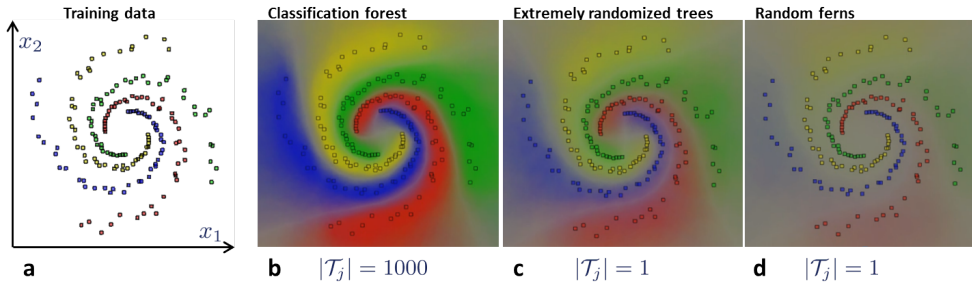 Training data
Classification forest
Extremely randomized trees
Random ferns
x₂
x₁
a
b |𝒯ⱼ| = 1000
c |𝒯ⱼ| = 1
d |𝒯ⱼ| = 1